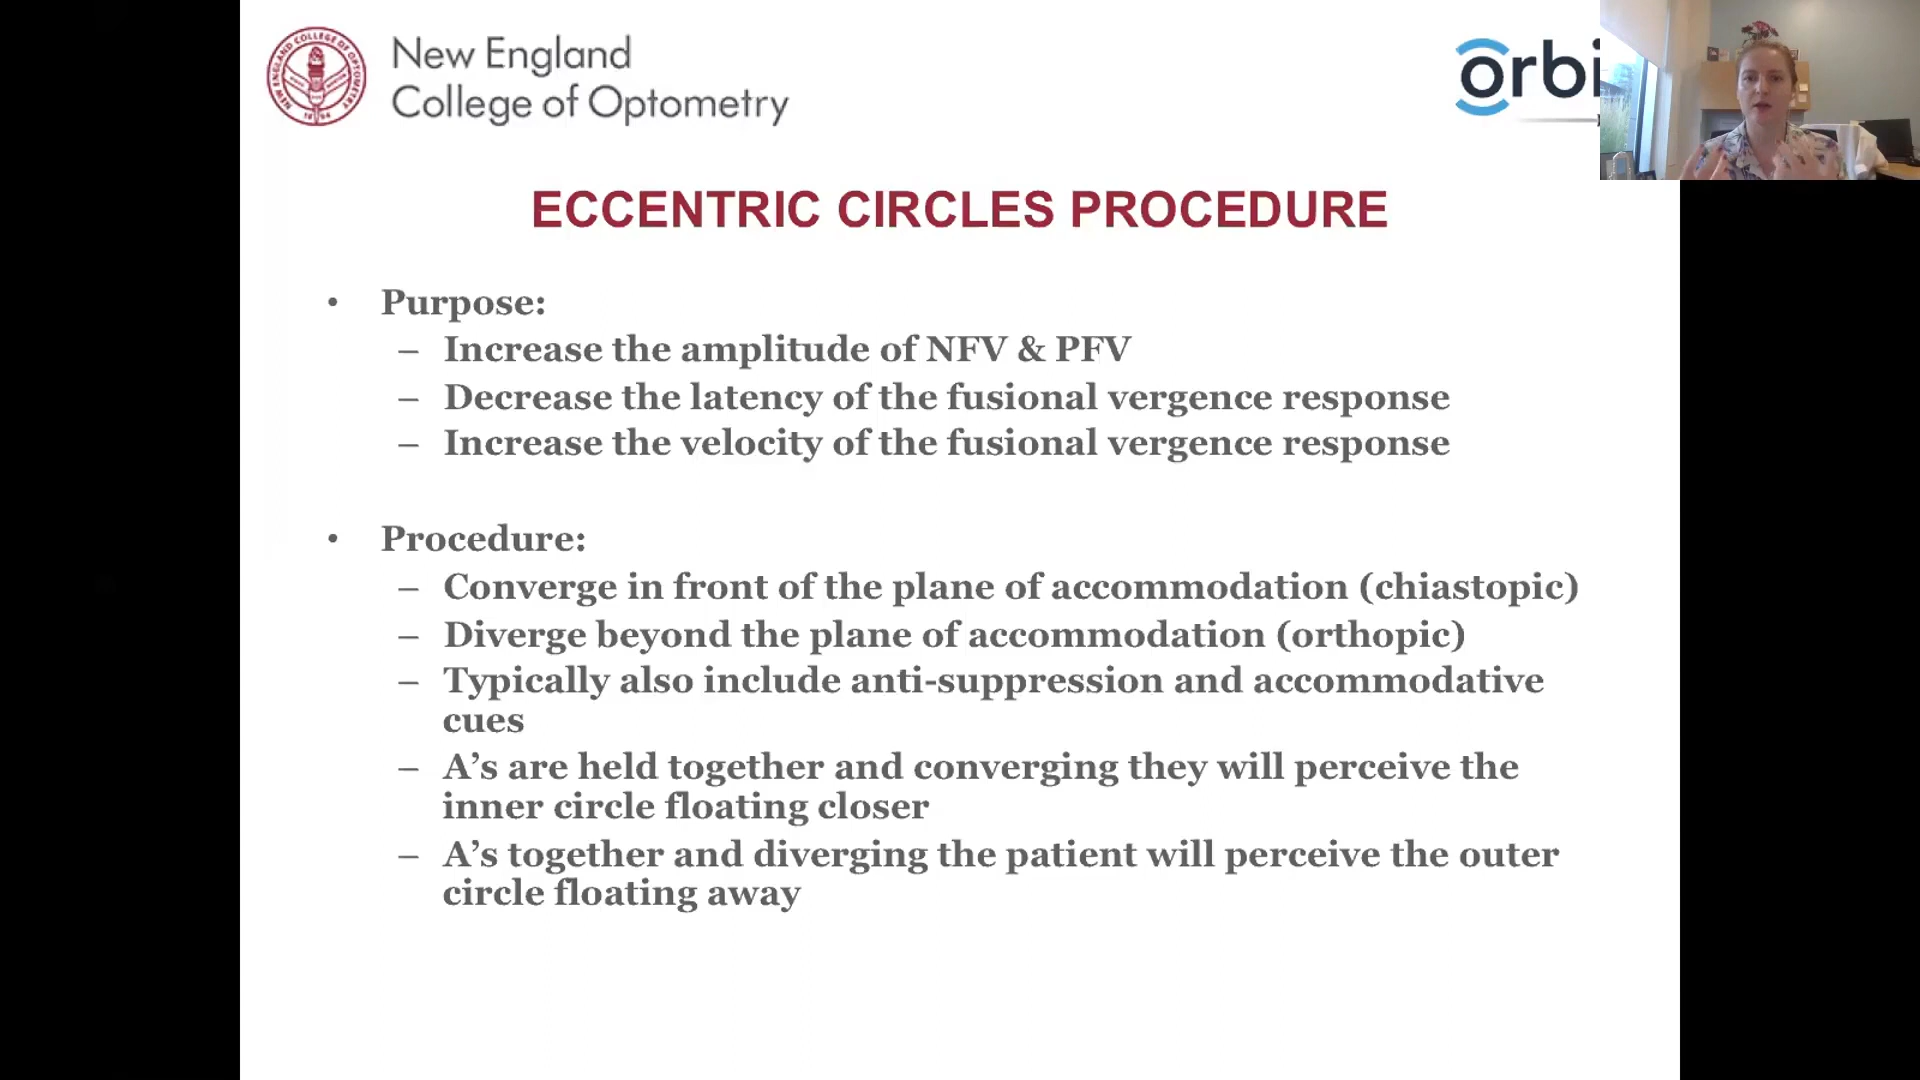 New England
College of Optometry
orbi
ECCENTRIC CIRCLES PROCEDURE
• Purpose:
– Increase the amplitude of NFV & PFV
– Decrease the latency of the fusional vergence response
– Increase the velocity of the fusional vergence response
• Procedure:
– Converge in front of the plane of accommodation (chiastopic)
– Diverge beyond the plane of accommodation (orthopic)
– Typically also include anti-suppression and accommodative
cues
– A’s are held together and converging they will perceive the
inner circle floating closer
– A’s together and diverging the patient will perceive the outer
circle floating away